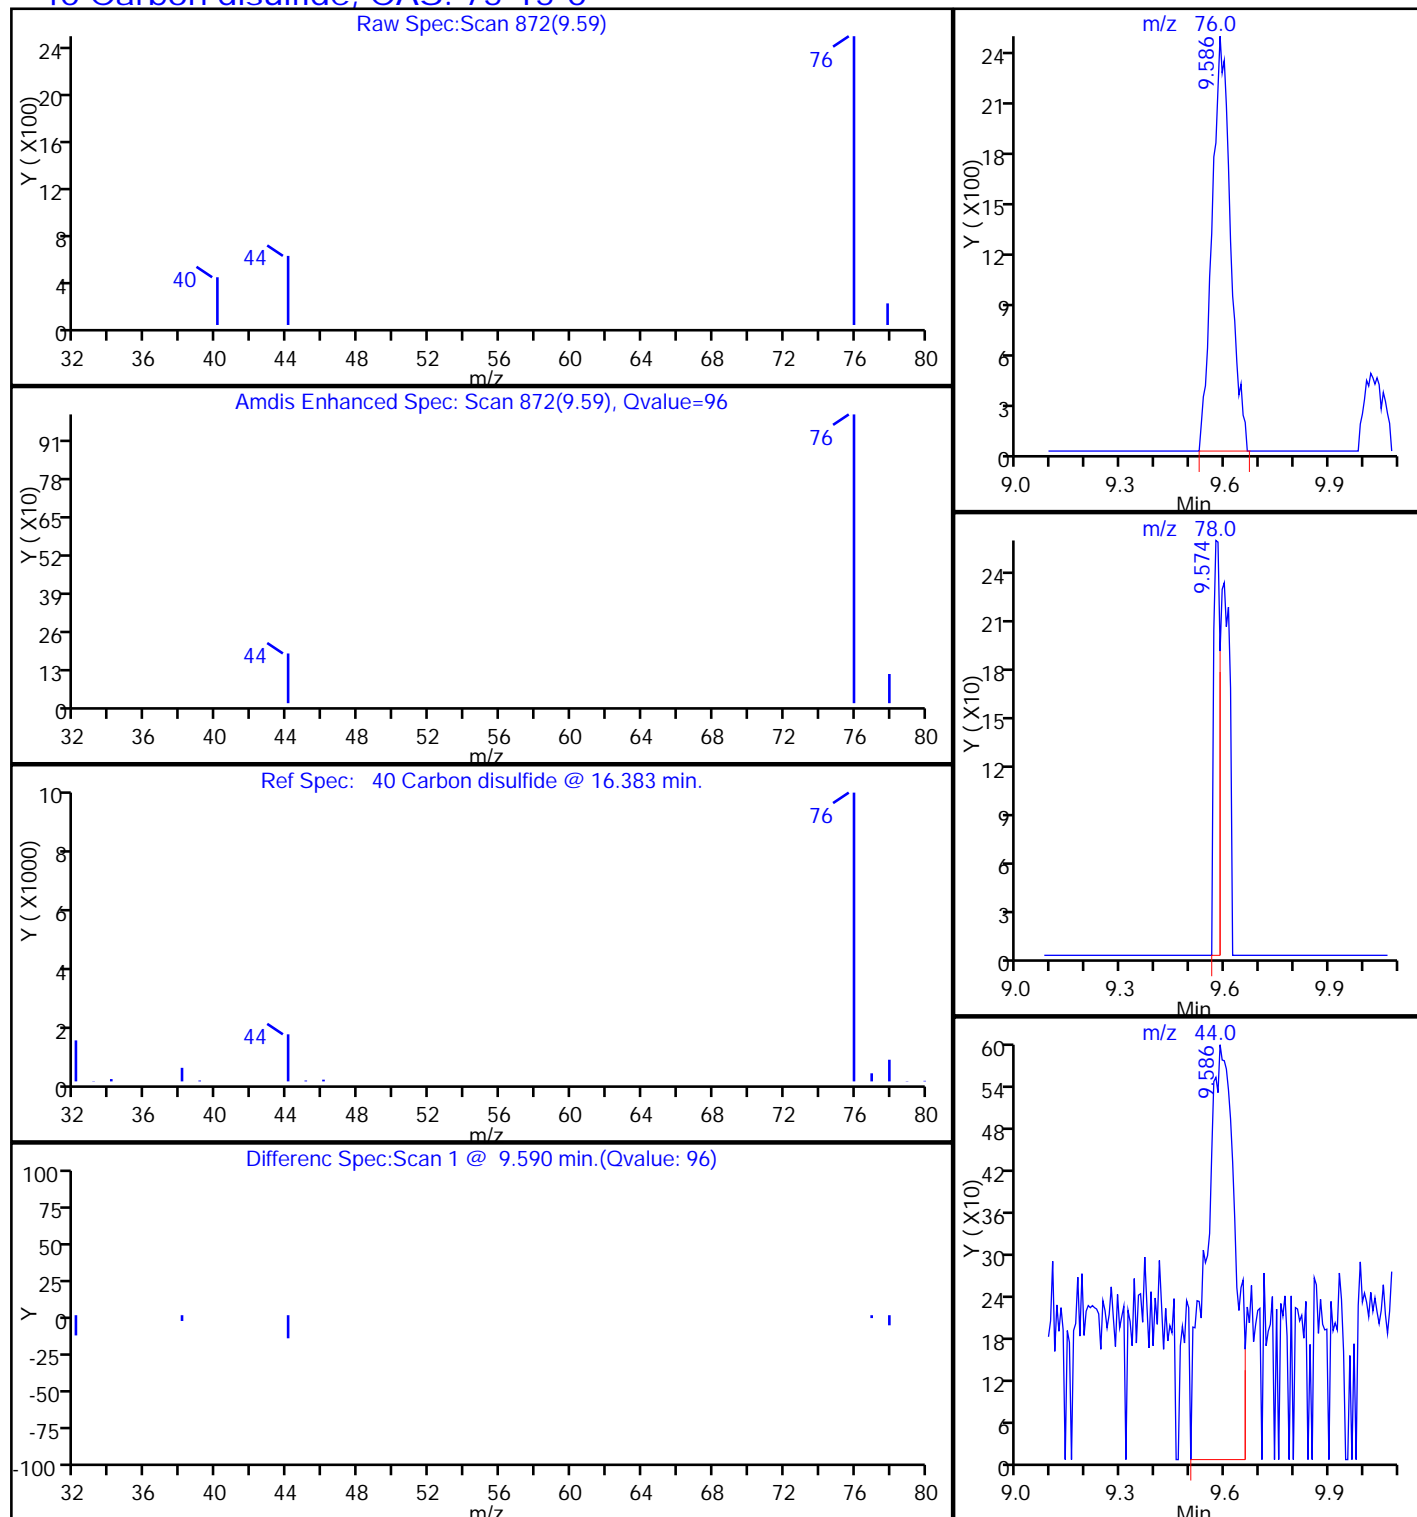 Raw Spec:Scan 872(9.59)
Y ( X100)
24
20
16
12
8
4
0
76
44
40
32 36 40 44 48 52 56 60 64 68 72 76 80
m/z
Amdis Enhanced Spec: Scan 872(9.59), Qvalue=96
Y ( X10)
91
78
65
52
39
26
13
0
76
44
32 36 40 44 48 52 56 60 64 68 72 76 80
m/z
Ref Spec: 40 Carbon disulfide @ 16.383 min.
Y ( X1000)
10
8
6
4
2
0
76
44
32 36 40 44 48 52 56 60 64 68 72 76 80
m/z
Differenc Spec:Scan 1 @ 9.590 min.(Qvalue: 96)
Y
100
75
50
25
0
-25
-50
-75
-100
32 36 40 44 48 52 56 60 64 68 72 76 80
m/z
m/z 76.0
Y ( X100)
24
21
18
15
12
9
6
3
0
9.586
9.0 9.3 9.6 9.9
Min
m/z 78.0
Y ( X10)
24
21
18
15
12
9
6
3
0
9.574
9.0 9.3 9.6 9.9
Min
m/z 44.0
Y ( X10)
60
54
48
42
36
30
24
18
12
6
0
9.586
9.0 9.3 9.6 9.9
Min